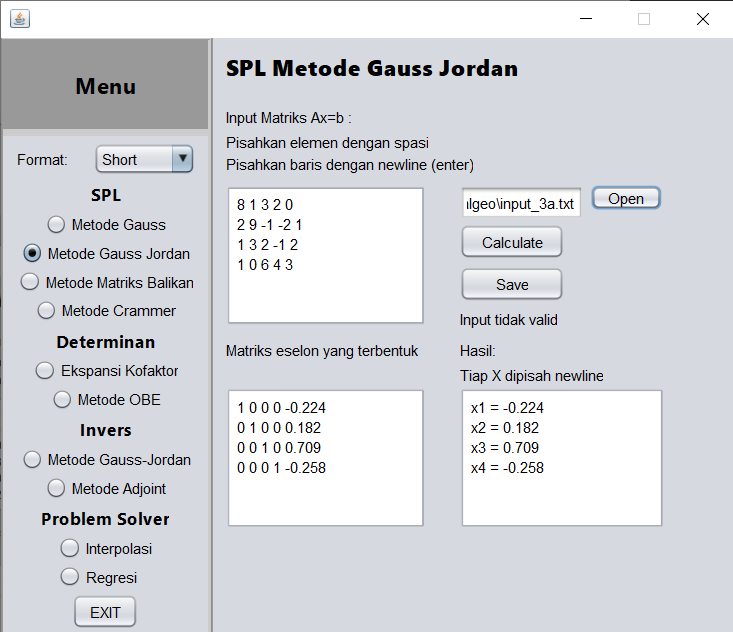 Menu
Format:
Short
SPL
Metode Gauss
Metode Gauss Jordan
Metode Matriks Balikan
Metode Crammer
Determinan
Ekspansi Kofaktor
Metode OBE
Invers
Metode Gauss-Jordan
Metode Adjoint
Problem Solver
Interpolasi
Regresi
EXIT
SPL Metode Gauss Jordan
Input Matriks Ax=b :
Pisahkan elemen dengan spasi
Pisahkan baris dengan newline (enter)
8 1 3 2 0
2 9 -1 -2 1
1 3 2 -1 2
1 0 6 4 3
lgeo\input_3a.txt
Open
Calculate
Save
Input tidak valid
Matriks eselon yang terbentuk
1 0 0 0 -0.224
0 1 0 0 0.182
0 0 1 0 0.709
0 0 0 1 -0.258
Hasil:
Tiap X dipisah newline
x1 = -0.224
x2 = 0.182
x3 = 0.709
x4 = -0.258